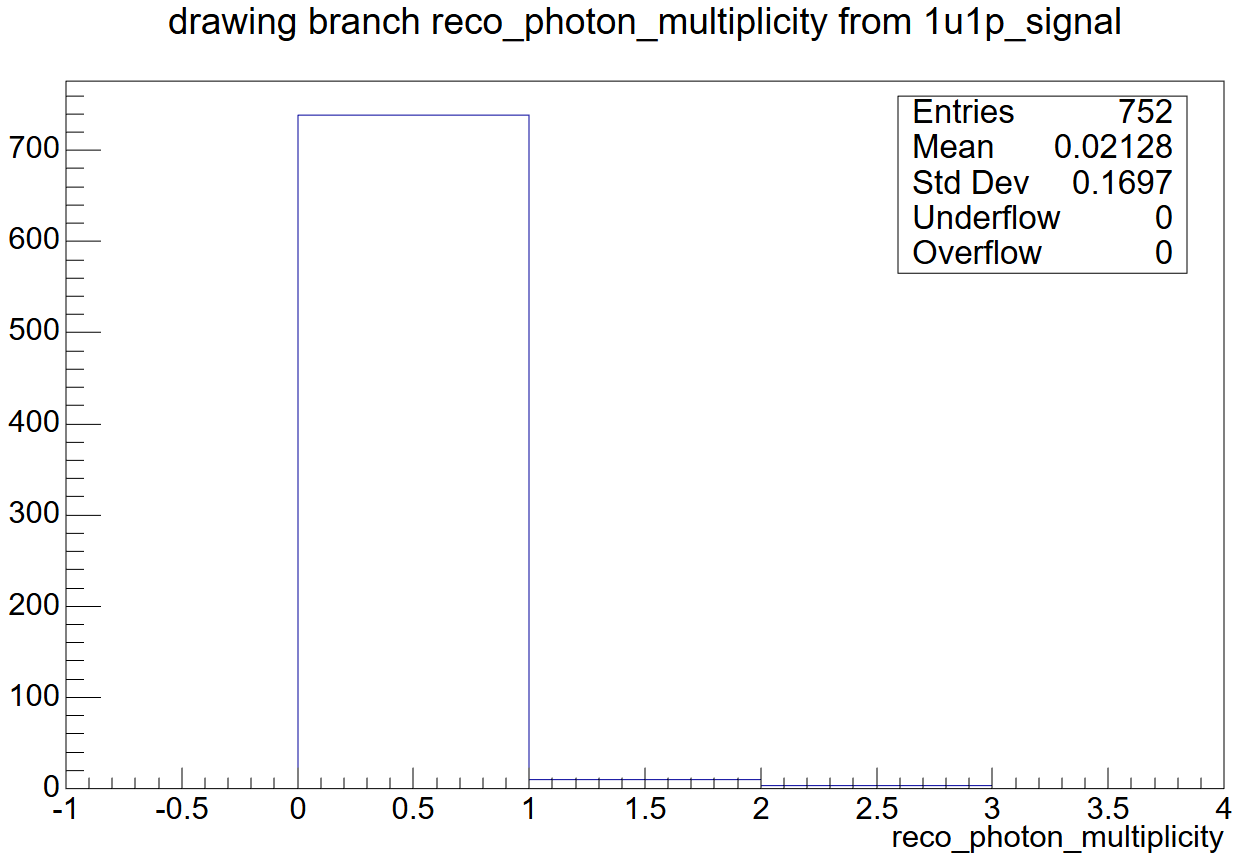 drawing branch reco_photon_multiplicity from 1u1p_signal
Entries 752
Mean 0.02128
Std Dev 0.1697
Underflow 0
Overflow 0
700
600
500
400
300
200
100
0
-1 -0.5 0 0.5 1 1.5 2 2.5 3 3.5 4
reco_photon_multiplicity